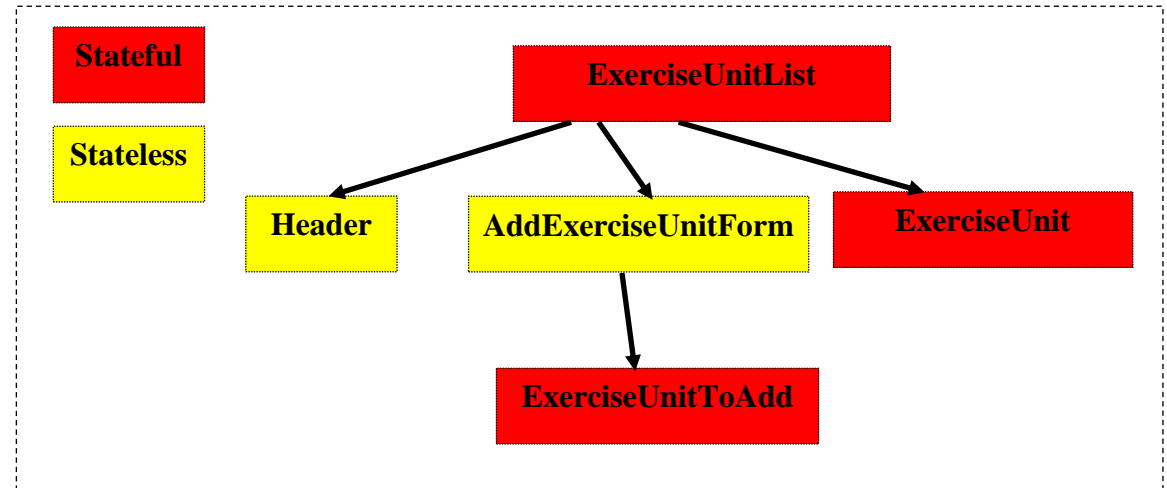 Stateful
ExerciseUnitList
Stateless
Header
AddExerciseUnitForm
ExerciseUnit
ExerciseUnitToAdd